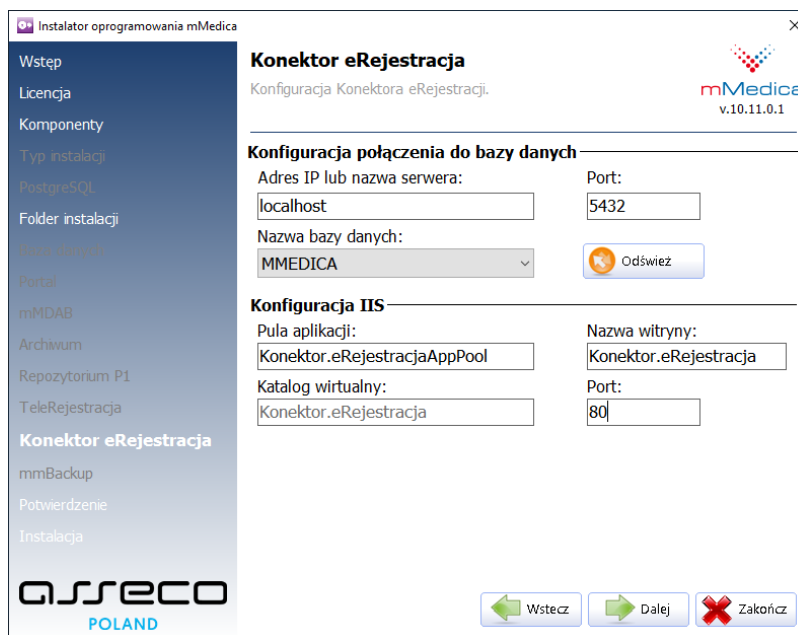 Instalator oprogramowania mMedica
Wstęp
Licencja
Komponenty
Typ instalacji
PostgreSQL
Folder instalacji
Baza danych
Portal
mMDAB
Archiwum
Repozytorium P1
TeleRejestracja
Konektor eRejestracja
mmBackup
Potwierdzenie
Instalacja
asseco
POLAND
Konektor eRejestracja
Konfiguracja Konektora eRejestracji.
mMedica
v.10.11.0.1
Konfiguracja połączenia do bazy danych
Adres IP lub nazwa serwera: Port:
localhost 5432
Nazwa bazy danych:
MMEDICA Odśwież
Konfiguracja IIS
Pula aplikacji: Nazwa witryny:
Konektor.eRejestracjaAppPool Konektor.eRejestracja
Katalog wirtualny: Port:
Konektor.eRejestracja 80
Wstecz Dalej Zakończ